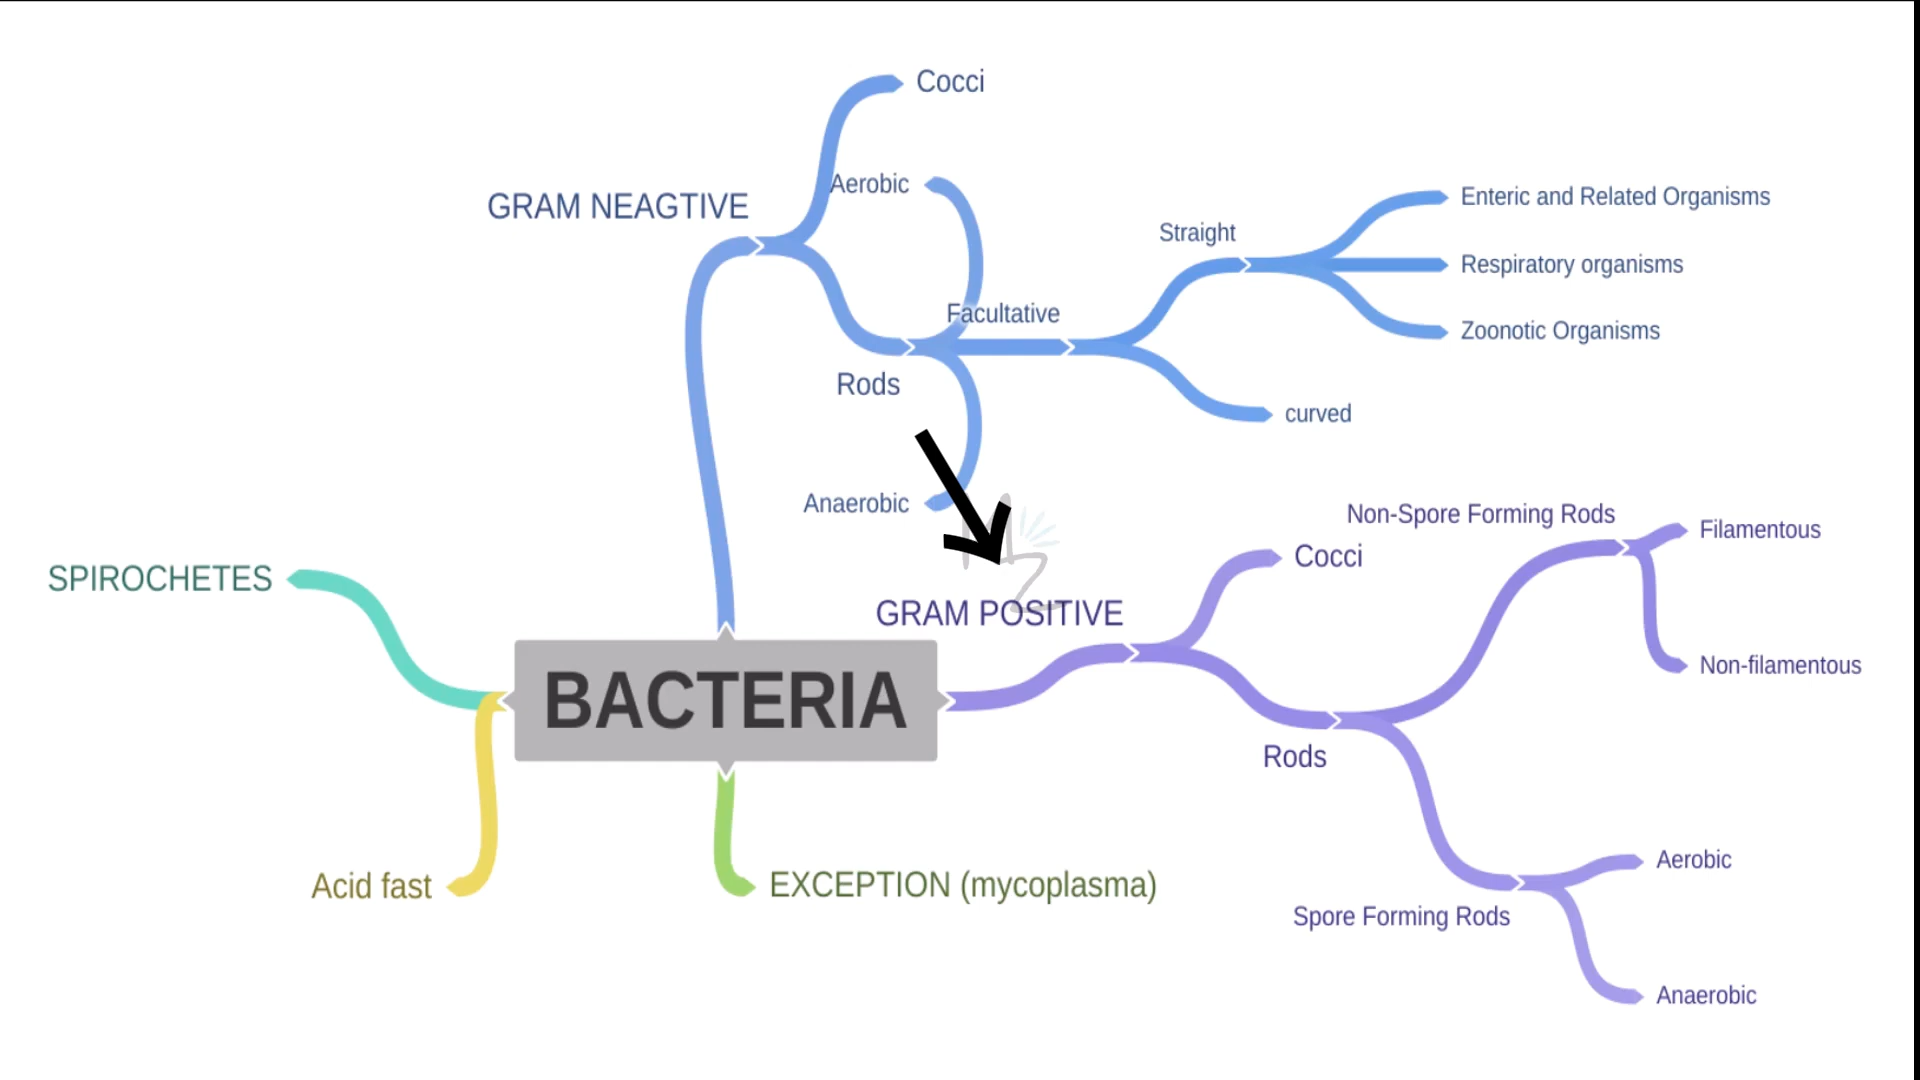 Cocci
Aerobic
GRAM NEAGTIVE
Enteric and Related Organisms
Straight
Respiratory organisms
Facultative
Zoonotic Organisms
Rods
curved
Anaerobic
Non-Spore Forming Rods
Filamentous
Cocci
SPIROCHETES
GRAM POSITIVE
Non-filamentous
BACTERIA
Rods
Acid fast
EXCEPTION (mycoplasma)
Aerobic
Spore Forming Rods
Anaerobic